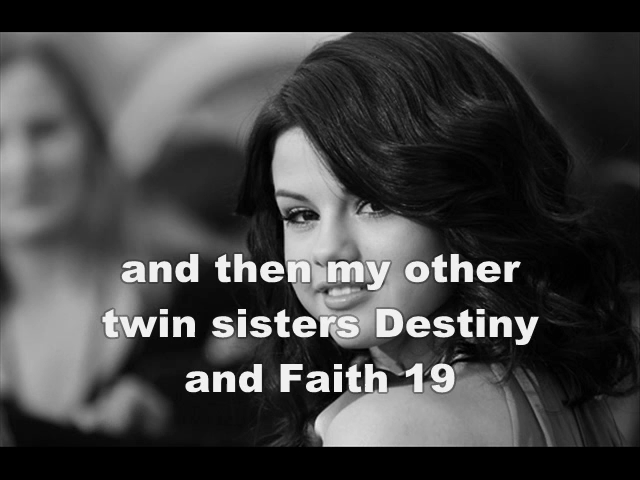 and then my other
twin sisters Destiny
and Faith 19